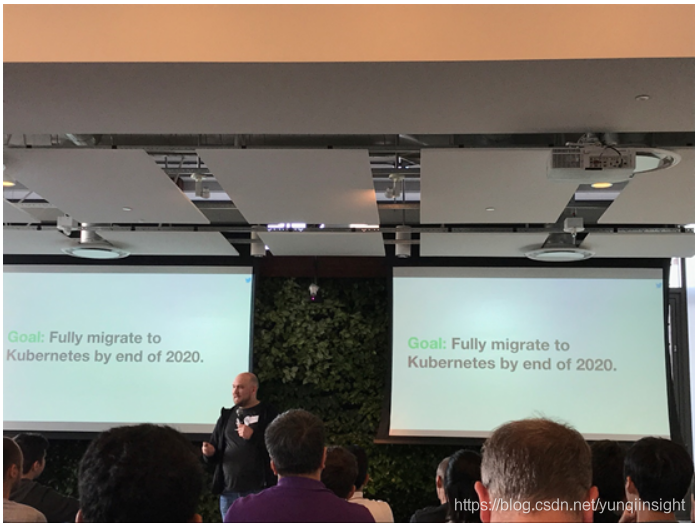 Goal: Fully migrate to
Kubernetes by end of 2020.
Goal: Fully migrate to
Kubernetes by end of 2020.
https://blog.csdn.net/yunqiinsight